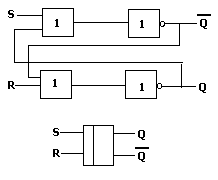 S 1 1 Q̅
R 1 1 Q
S Q
R Q̅